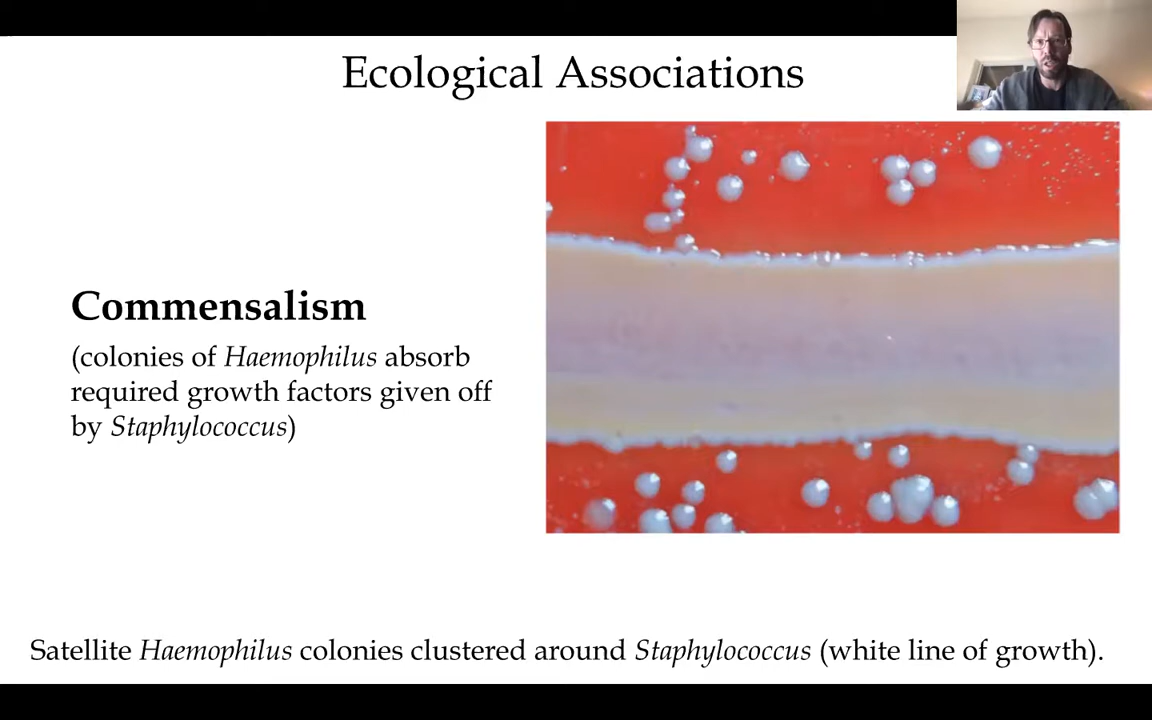 Ecological Associations
Commensalism
(colonies of Haemophilus absorb
required growth factors given off
by Staphylococcus)
Satellite Haemophilus colonies clustered around Staphylococcus (white line of growth).